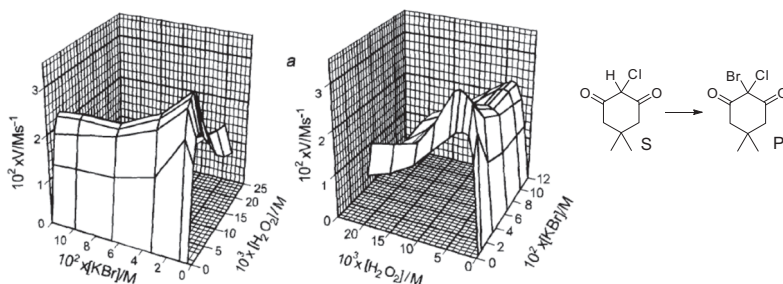 10² xV/Ms⁻¹
3
2
1
0
10 8 6 4 2 0
10² x[KBr]/M
0 5 10 15 20 25
10³ x[H₂O₂]/M
a
10² xV/Ms⁻¹
3
2
1
0
20 15 10 5 0
10³ x[H₂O₂]/M
0 2 4 6 8 10 12
10² x[KBr]/M
H Cl
O O
S
Br Cl
O O
P